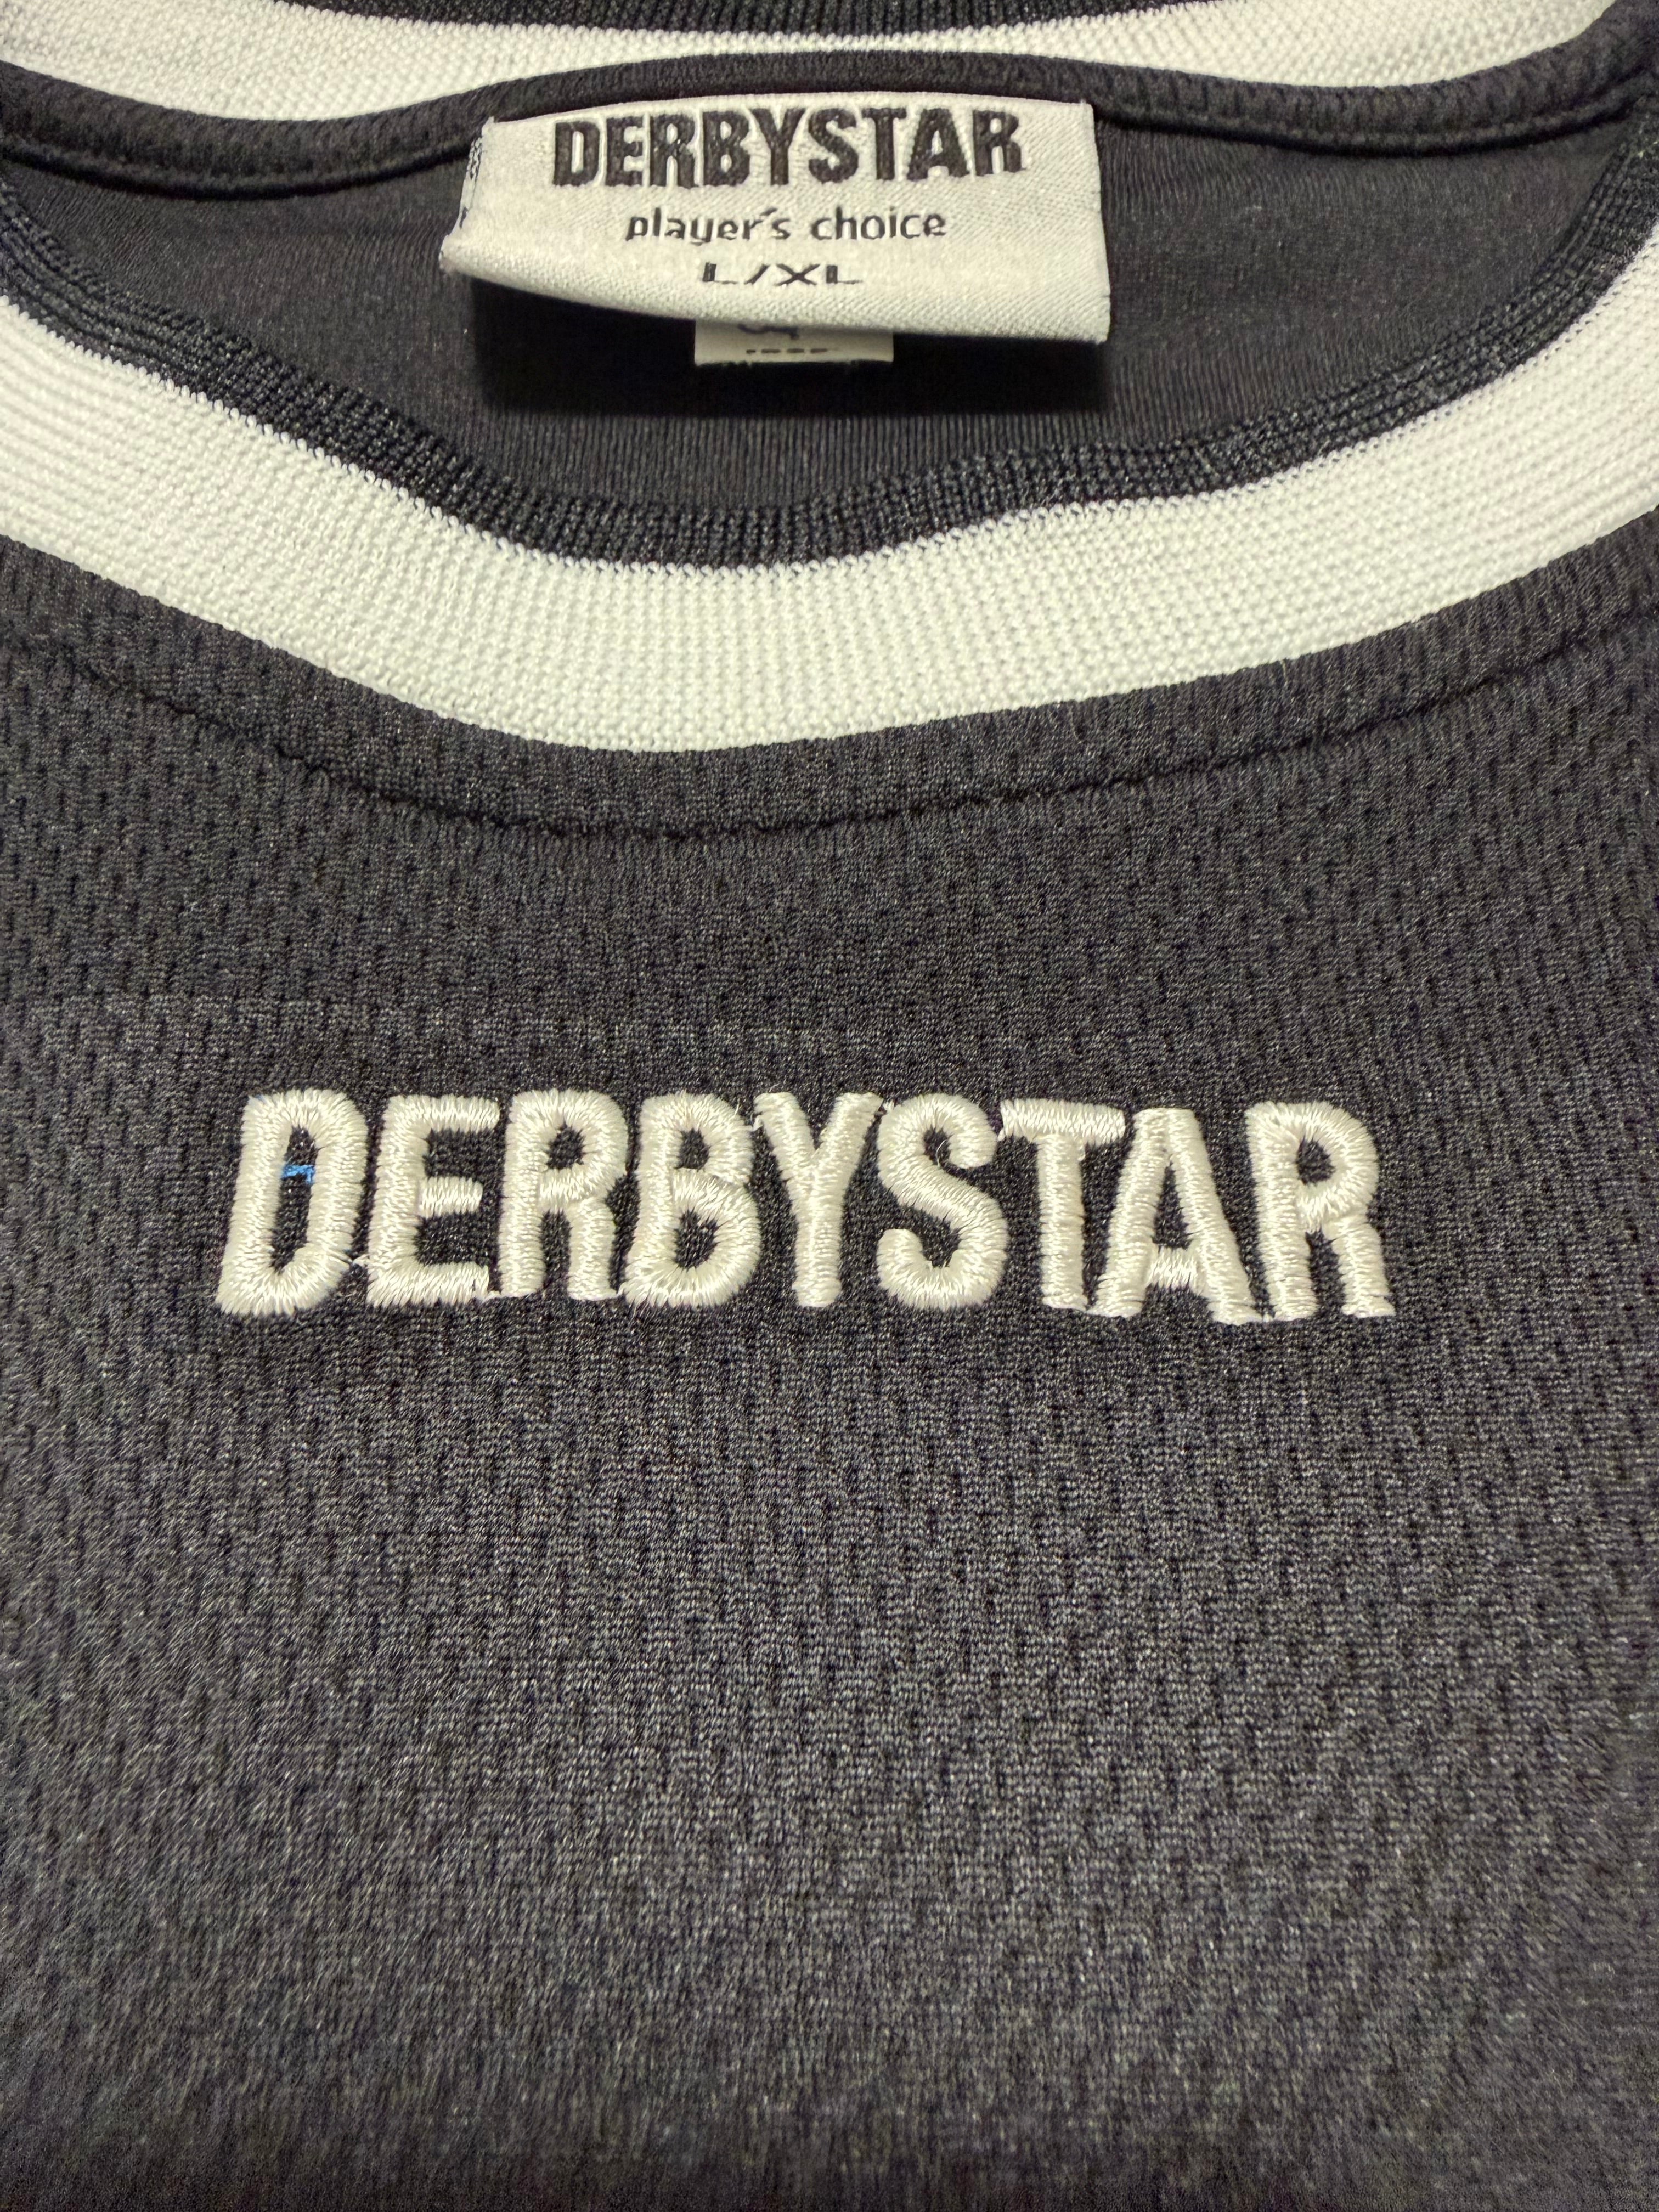 DERBYSTAR
player´s choice
L/XL
DERBYSTAR